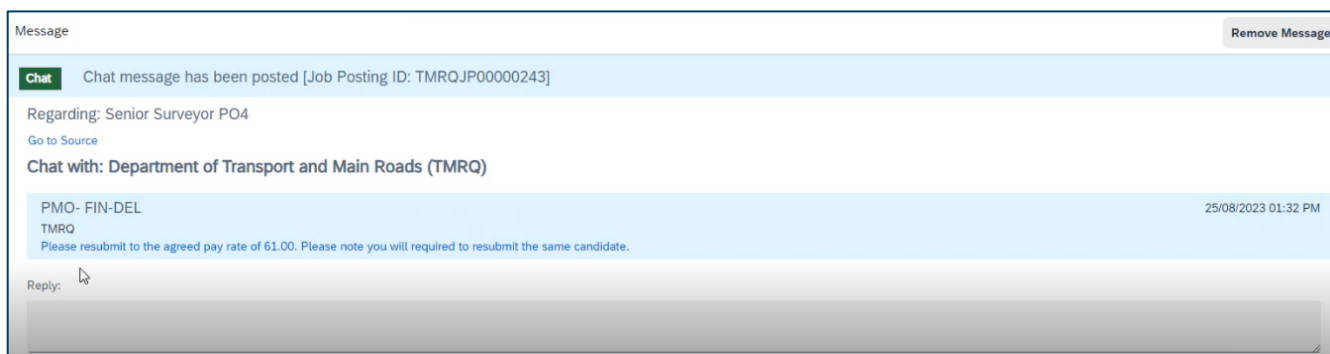 Message
Remove Message
Chat Chat message has been posted [Job Posting ID: TMRQJP00000243]
Regarding: Senior Surveyor PO4
Go to Source
Chat with: Department of Transport and Main Roads (TMRQ)
PMO- FIN-DEL 25/08/2023 01:32 PM
TMRQ
Please resubmit to the agreed pay rate of 61.00. Please note you will required to resubmit the same candidate.
Reply: